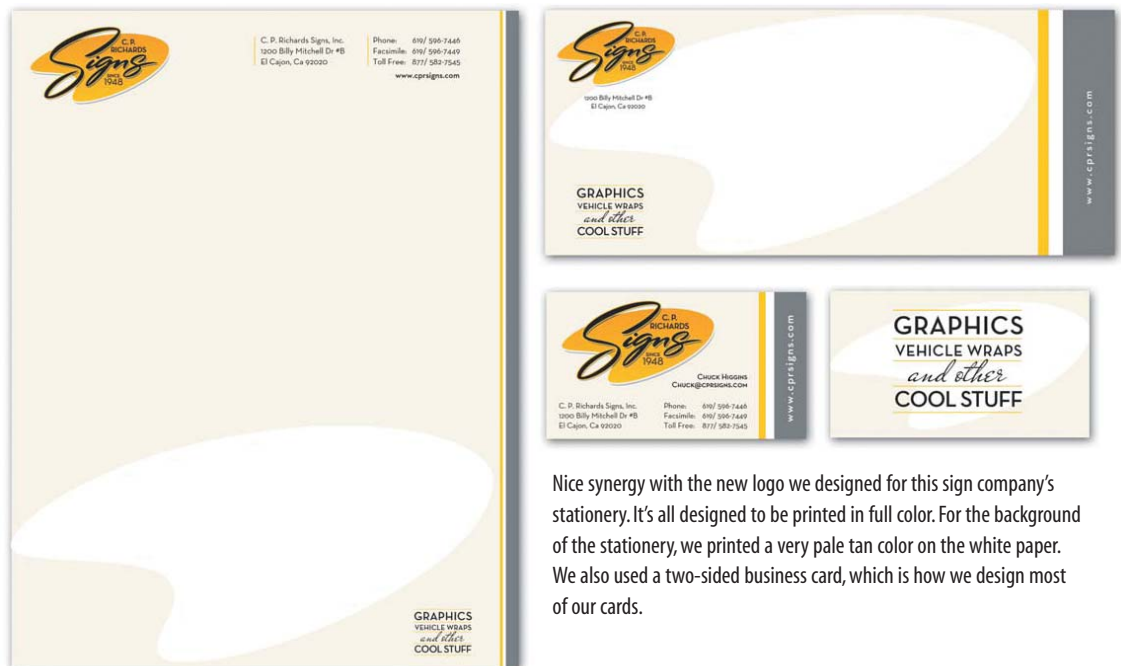 C. P.
RICHARDS
Signs
SINCE
1948
C. P. Richards Signs, Inc.
1200 Billy Mitchell Dr #B
El Cajon, Ca 92020
Phone: 619/ 596-7446
Facsimile: 619/ 596-7449
Toll Free: 877/ 582-7545
www.cprsigns.com
GRAPHICS
VEHICLE WRAPS
and other
COOL STUFF
C. P.
RICHARDS
Signs
SINCE
1948
1200 Billy Mitchell Dr #B
El Cajon, Ca 92020
GRAPHICS
VEHICLE WRAPS
and other
COOL STUFF
www.cprsigns.com
C. P.
RICHARDS
Signs
SINCE
1948
CHUCK HIGGINS
CHUCK@CPRSIGNS.COM
C. P. Richards Signs, Inc.
1200 Billy Mitchell Dr #B
El Cajon, Ca 92020
Phone: 619/ 596-7446
Facsimile: 619/ 596-7449
Toll Free: 877/ 582-7545
www.cprsigns.com
GRAPHICS
VEHICLE WRAPS
and other
COOL STUFF
Nice synergy with the new logo we designed for this sign company’s
stationery. It’s all designed to be printed in full color. For the background
of the stationery, we printed a very pale tan color on the white paper.
We also used a two-sided business card, which is how we design most
of our cards.